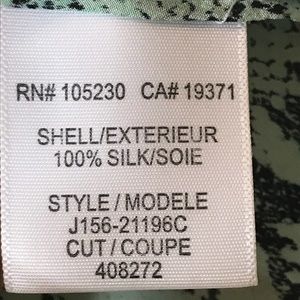 RN# 105230 CA# 19371
SHELL/EXTERIEUR
100% SILK/SOIE
STYLE / MODELE
J156-21196C
CUT / COUPE
408272